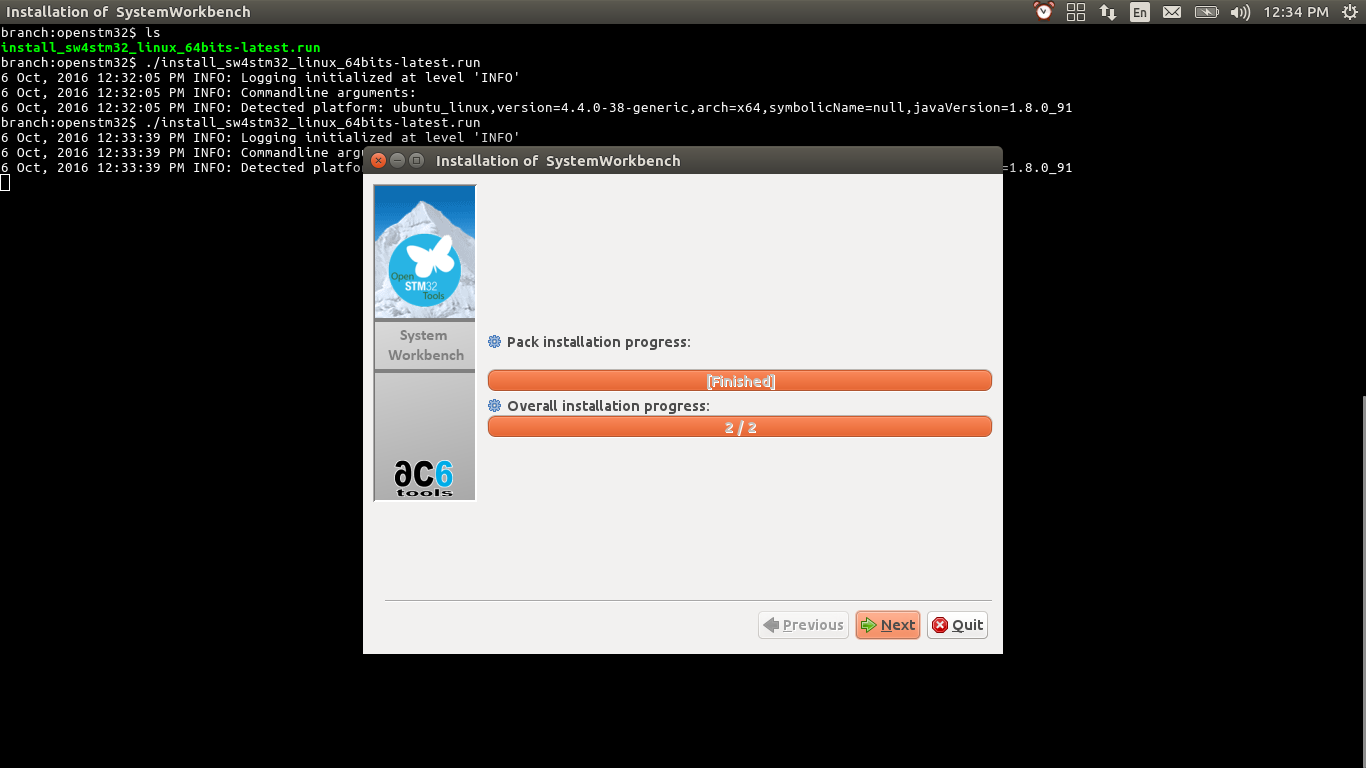 Installation of  SystemWorkbench
En
12:34 PM
branch:openstm32$ ls
install_sw4stm32_linux_64bits-latest.run
branch:openstm32$ ./install_sw4stm32_linux_64bits-latest.run
6 Oct, 2016 12:32:05 PM INFO: Logging initialized at level 'INFO'
6 Oct, 2016 12:32:05 PM INFO: Commandline arguments:
6 Oct, 2016 12:32:05 PM INFO: Detected platform: ubuntu_linux,version=4.4.0-38-generic,arch=x64,symbolicName=null,javaVersion=1.8.0_91
branch:openstm32$ ./install_sw4stm32_linux_64bits-latest.run
6 Oct, 2016 12:33:39 PM INFO: Logging initialized at level 'INFO'
6 Oct, 2016 12:33:39 PM INFO: Commandline argu
6 Oct, 2016 12:33:39 PM INFO: Detected platfor
=1.8.0_91
Installation of  SystemWorkbench
Open
STM32
Tools
System
Workbench
ac6
tools
Pack installation progress:
[Finished]
Overall installation progress:
2 / 2
Previous
Next
Quit